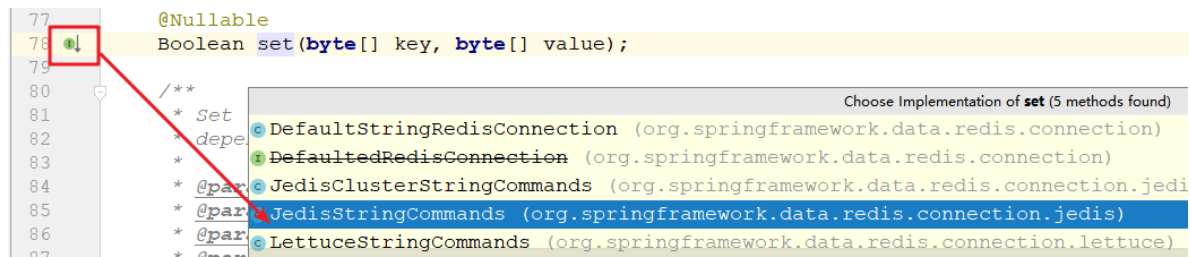 77 @Nullable
78 Boolean set(byte[] key, byte[] value);
79
80 /**
Choose Implementation of set (5 methods found)
81 * Set
DefaultStringRedisConnection (org.springframework.data.redis.connection)
82 * depe
DefaultedRedisConnection (org.springframework.data.redis.connection)
83 *
JedisClusterStringCommands (org.springframework.data.redis.connection.jedi
84 * @para
JedisStringCommands (org.springframework.data.redis.connection.jedis)
85 * @para
LettuceStringCommands (org.springframework.data.redis.connection.lettuce)
86 * @para